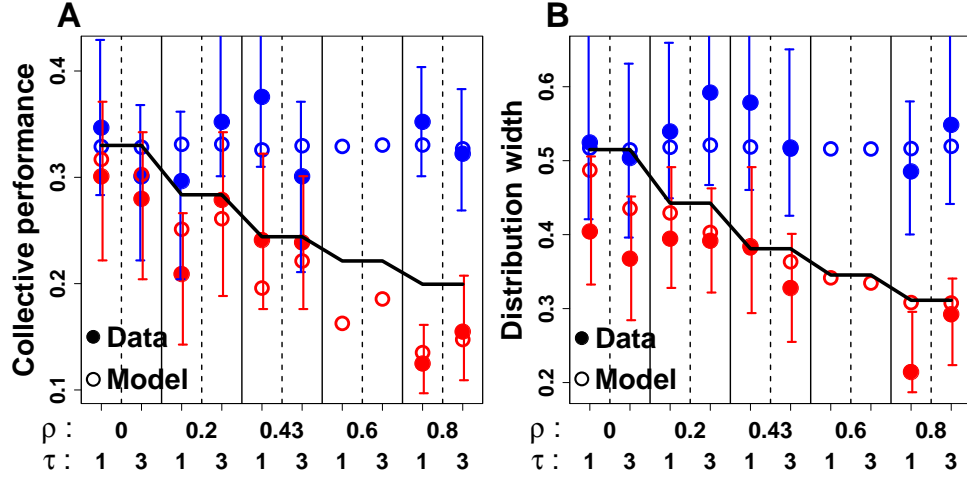 A
B
Collective performance
0.1
0.2
0.3
0.4
Data
Model
ρ : 0 0.2 0.43 0.6 0.8
τ : 1 3 1 3 1 3 1 3 1 3
Distribution width
0.2
0.3
0.4
0.5
0.6
Data
Model
ρ : 0 0.2 0.43 0.6 0.8
τ : 1 3 1 3 1 3 1 3 1 3